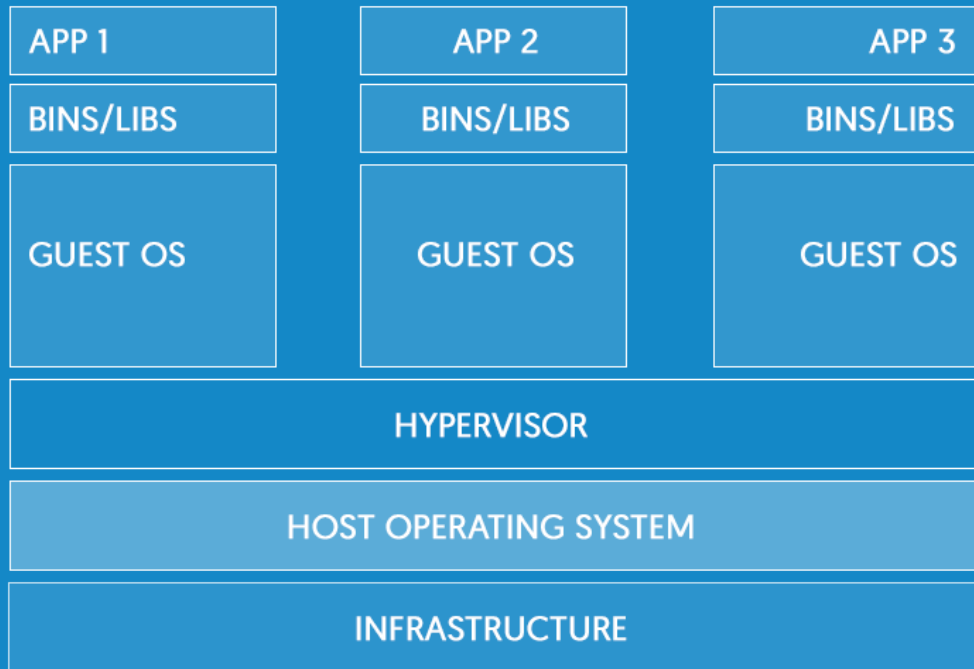 APP 1
APP 2
APP 3
BINS/LIBS
BINS/LIBS
BINS/LIBS
GUEST OS
GUEST OS
GUEST OS
HYPERVISOR
HOST OPERATING SYSTEM
INFRASTRUCTURE